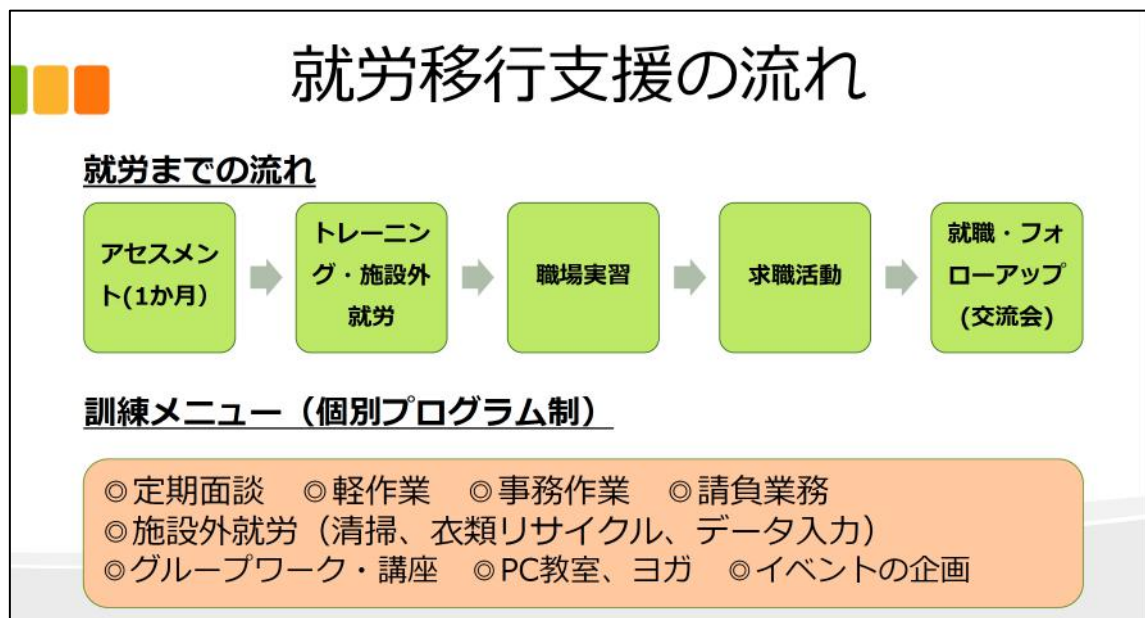 就労移行支援の流れ
就労までの流れ
アセスメン
ト(1か月）
トレーニン
グ・施設外
就労
職場実習
求職活動
就職・フォ
ローアップ
(交流会)
訓練メニュー（個別プログラム制）
◎定期面談　◎軽作業　◎事務作業　◎請負業務
◎施設外就労（清掃、衣類リサイクル、データ入力）
◎グループワーク・講座　◎PC教室、ヨガ　◎イベントの企画